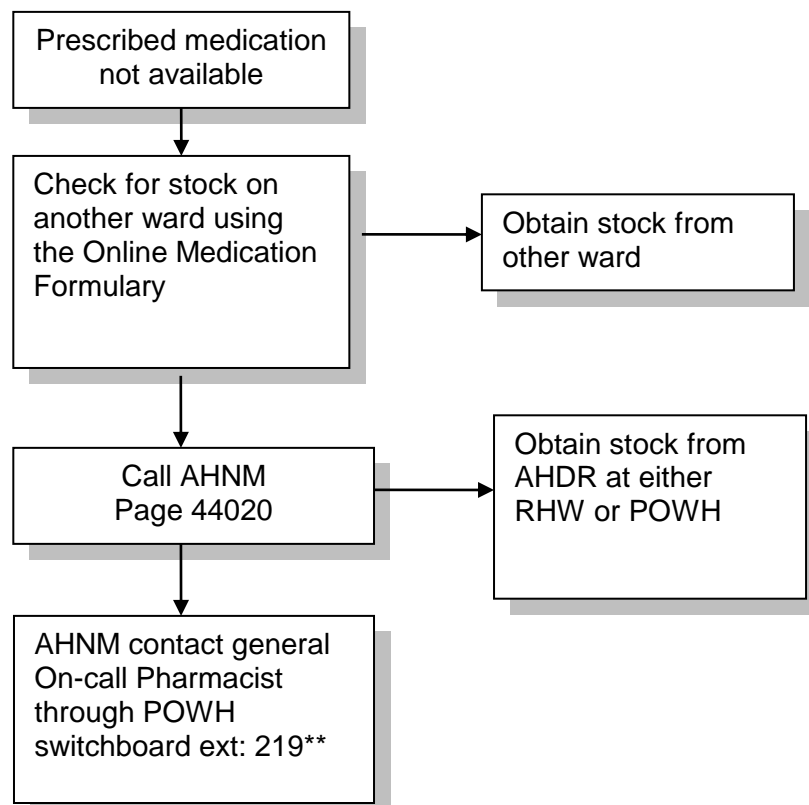 Prescribed medication
not available
Check for stock on
another ward using
the Online Medication
Formulary
Obtain stock from
other ward
Call AHNM
Page 44020
Obtain stock from
AHDR at either
RHW or POWH
AHNM contact general
On-call Pharmacist
through POWH
switchboard ext: 219**